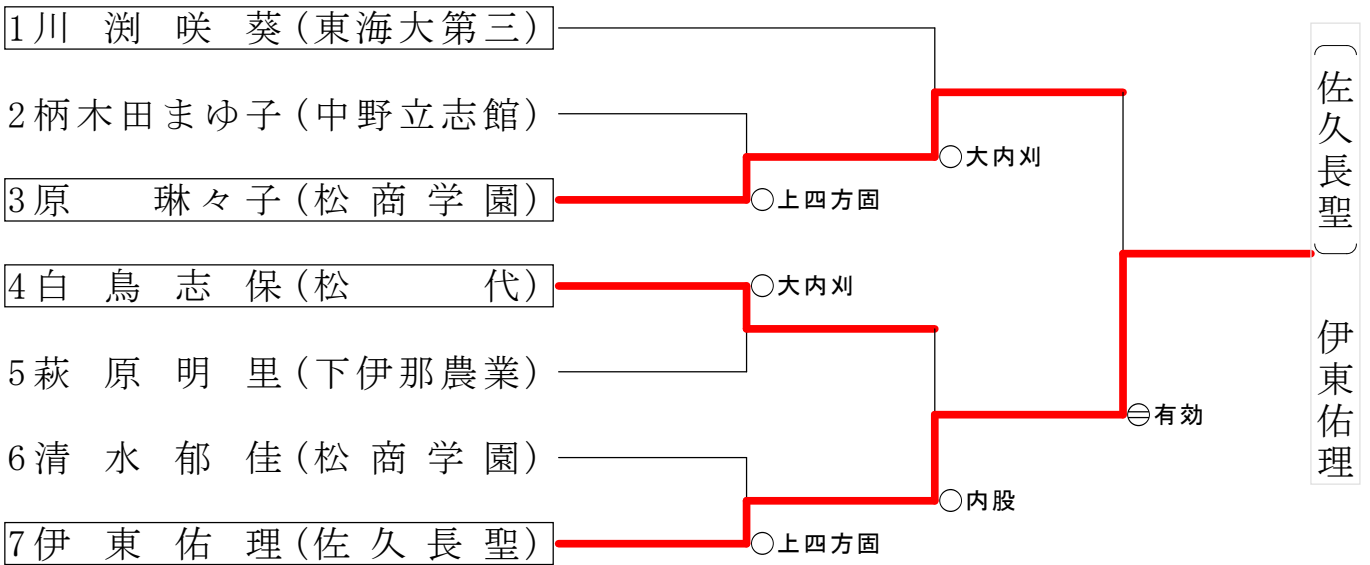 1川渕咲葵(東海大第三)
2柄木田まゆ子(中野立志館)
3原 琳々子(松商学園)
4白鳥志保(松 代)
5萩原明里(下伊那農業)
6清水郁佳(松商学園)
7伊東佑理(佐久長聖)
○上四方固
○大内刈
○上四方固
○大内刈
○内股
㊀有効
〔佐久長聖〕 伊東佑理